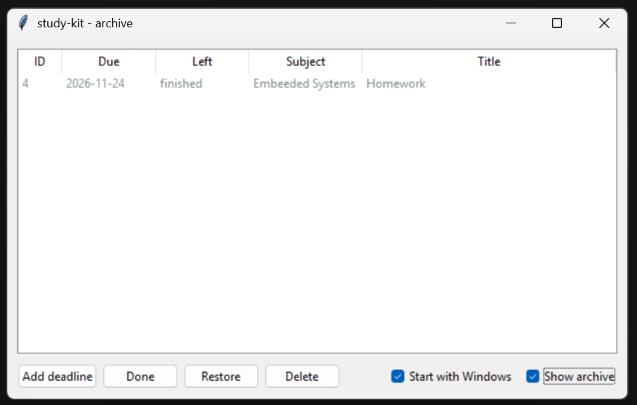 study-kit - archive
ID Due Left Subject Title
4 2026-11-24 finished Embeeded Systems Homework
Add deadline Done Restore Delete Start with Windows Show archive